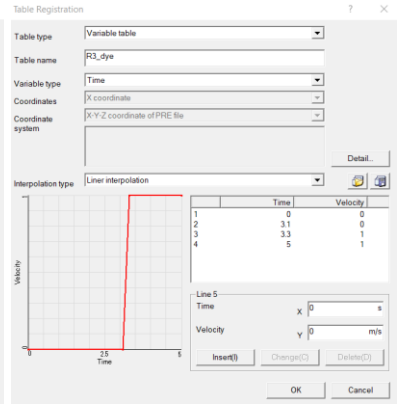 Table Registration ? ×
Table type Variable table
Table name R3_dye
Variable type Time
Coordinates X coordinate
Coordinate system X-Y-Z coordinate of PRE file
Detail...
Interpolation type Liner interpolation
Time Velocity
1 0 0
2 3.1 0
3 3.3 1
4 5 1
1
Velocity
0
0 2.5 5
Time
Line 5
Time X 0 s
Velocity Y 0 m/s
Insert(I) Change(C) Delete(D)
OK Cancel